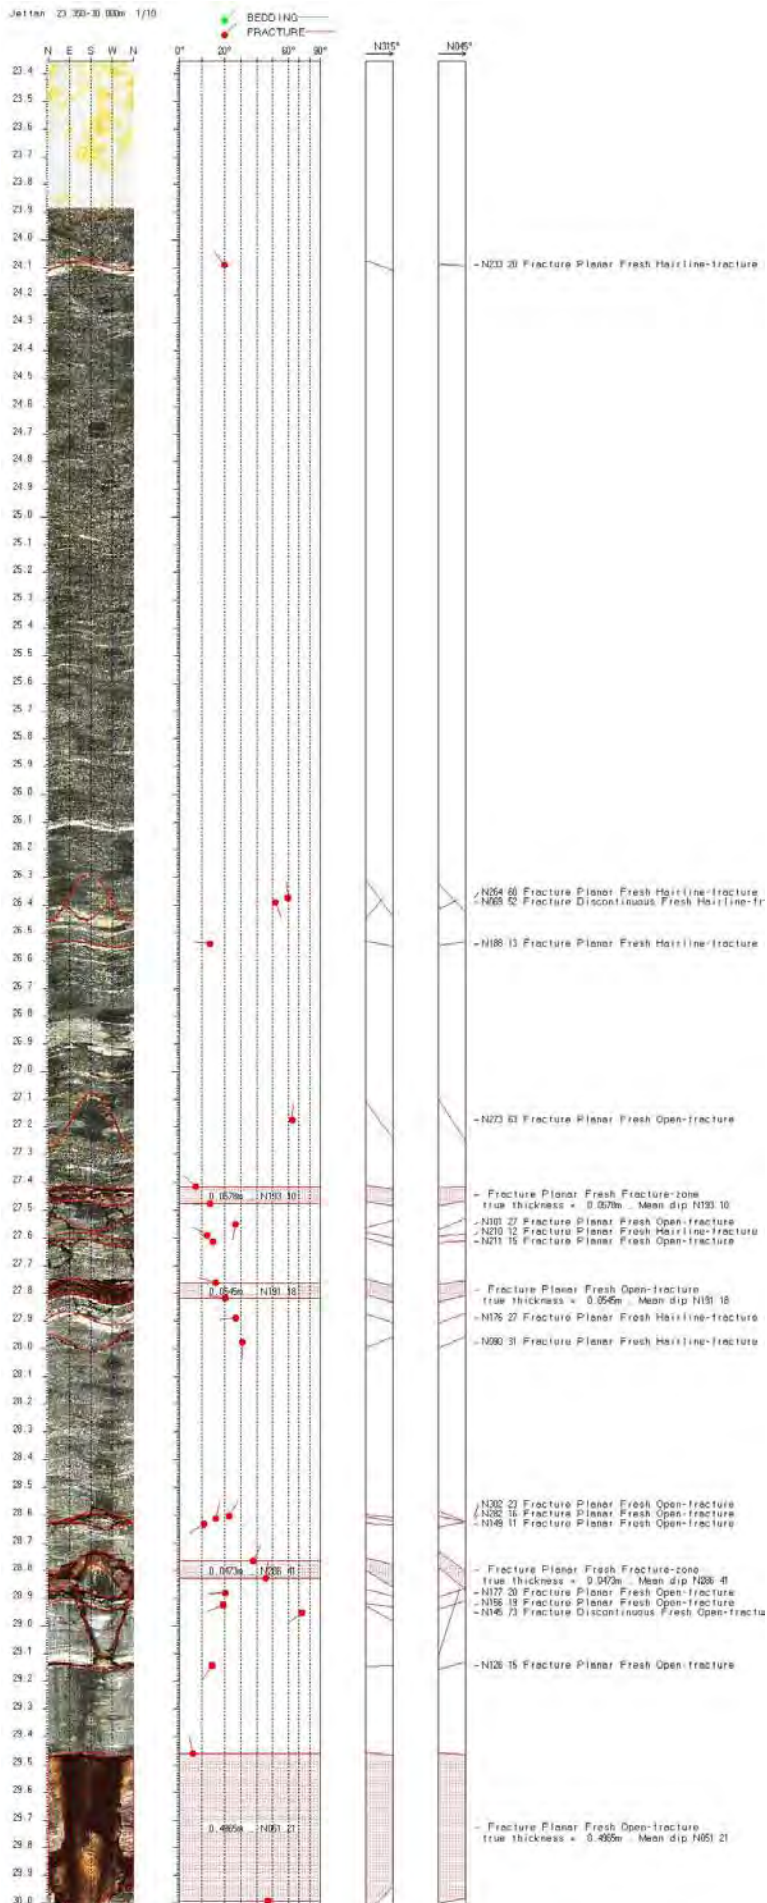 Jettan 23.350-30.000m 1/10
BEDDING
FRACTURE
N E S W N
0° 20° 60° 90°
N315°
N045°
23.4
23.5
23.6
23.7
23.8
23.9
24.0
24.1
- N233 20 Fracture Planar Fresh Hairline-fracture
24.2
24.3
24.4
24.5
24.6
24.7
24.8
24.9
25.0
25.1
25.2
25.3
25.4
25.5
25.6
25.7
25.8
25.9
26.0
26.1
26.2
26.3
N264 60 Fracture Planar Fresh Hairline-fracture
26.4
N069 52 Fracture Discontinuous Fresh Hairline-fr
26.5
- N188 13 Fracture Planar Fresh Hairline-fracture
26.6
26.7
26.8
26.9
27.0
27.1
27.2
- N273 63 Fracture Planar Fresh Open-fracture
27.3
27.4
0.0578m . N193 10
- Fracture Planar Fresh Fracture-zone
true thickness = 0.0578m . Mean dip N193 10
27.5
N101 27 Fracture Planar Fresh Open-fracture
N210 12 Fracture Planar Fresh Hairline-fracture
27.6
N211 15 Fracture Planar Fresh Open-fracture
27.7
27.8
0.0545m . N191 18
- Fracture Planar Fresh Open-fracture
true thickness = 0.0545m . Mean dip N191 18
27.9
- N176 27 Fracture Planar Fresh Hairline-fracture
28.0
- N090 31 Fracture Planar Fresh Hairline-fracture
28.1
28.2
28.3
28.4
28.5
N302 23 Fracture Planar Fresh Open-fracture
28.6
N282 16 Fracture Planar Fresh Open-fracture
N149 11 Fracture Planar Fresh Open-fracture
28.7
28.8
0.0473m . N286 41
- Fracture Planar Fresh Fracture-zone
true thickness = 0.0473m . Mean dip N286 41
28.9
- N177 20 Fracture Planar Fresh Open-fracture
Fracture Planar Fresh Open-fracture
- N145 73 Fracture Discontinuous Fresh Open-fractu
29.0
29.1
- N126 15 Fracture Planar Fresh Open-fracture
29.2
29.3
29.4
29.5
29.6
29.7
0.4965m . N051 21
- Fracture Planar Fresh Open-fracture
true thickness = 0.4965m . Mean dip N051 21
29.8
29.9
30.0